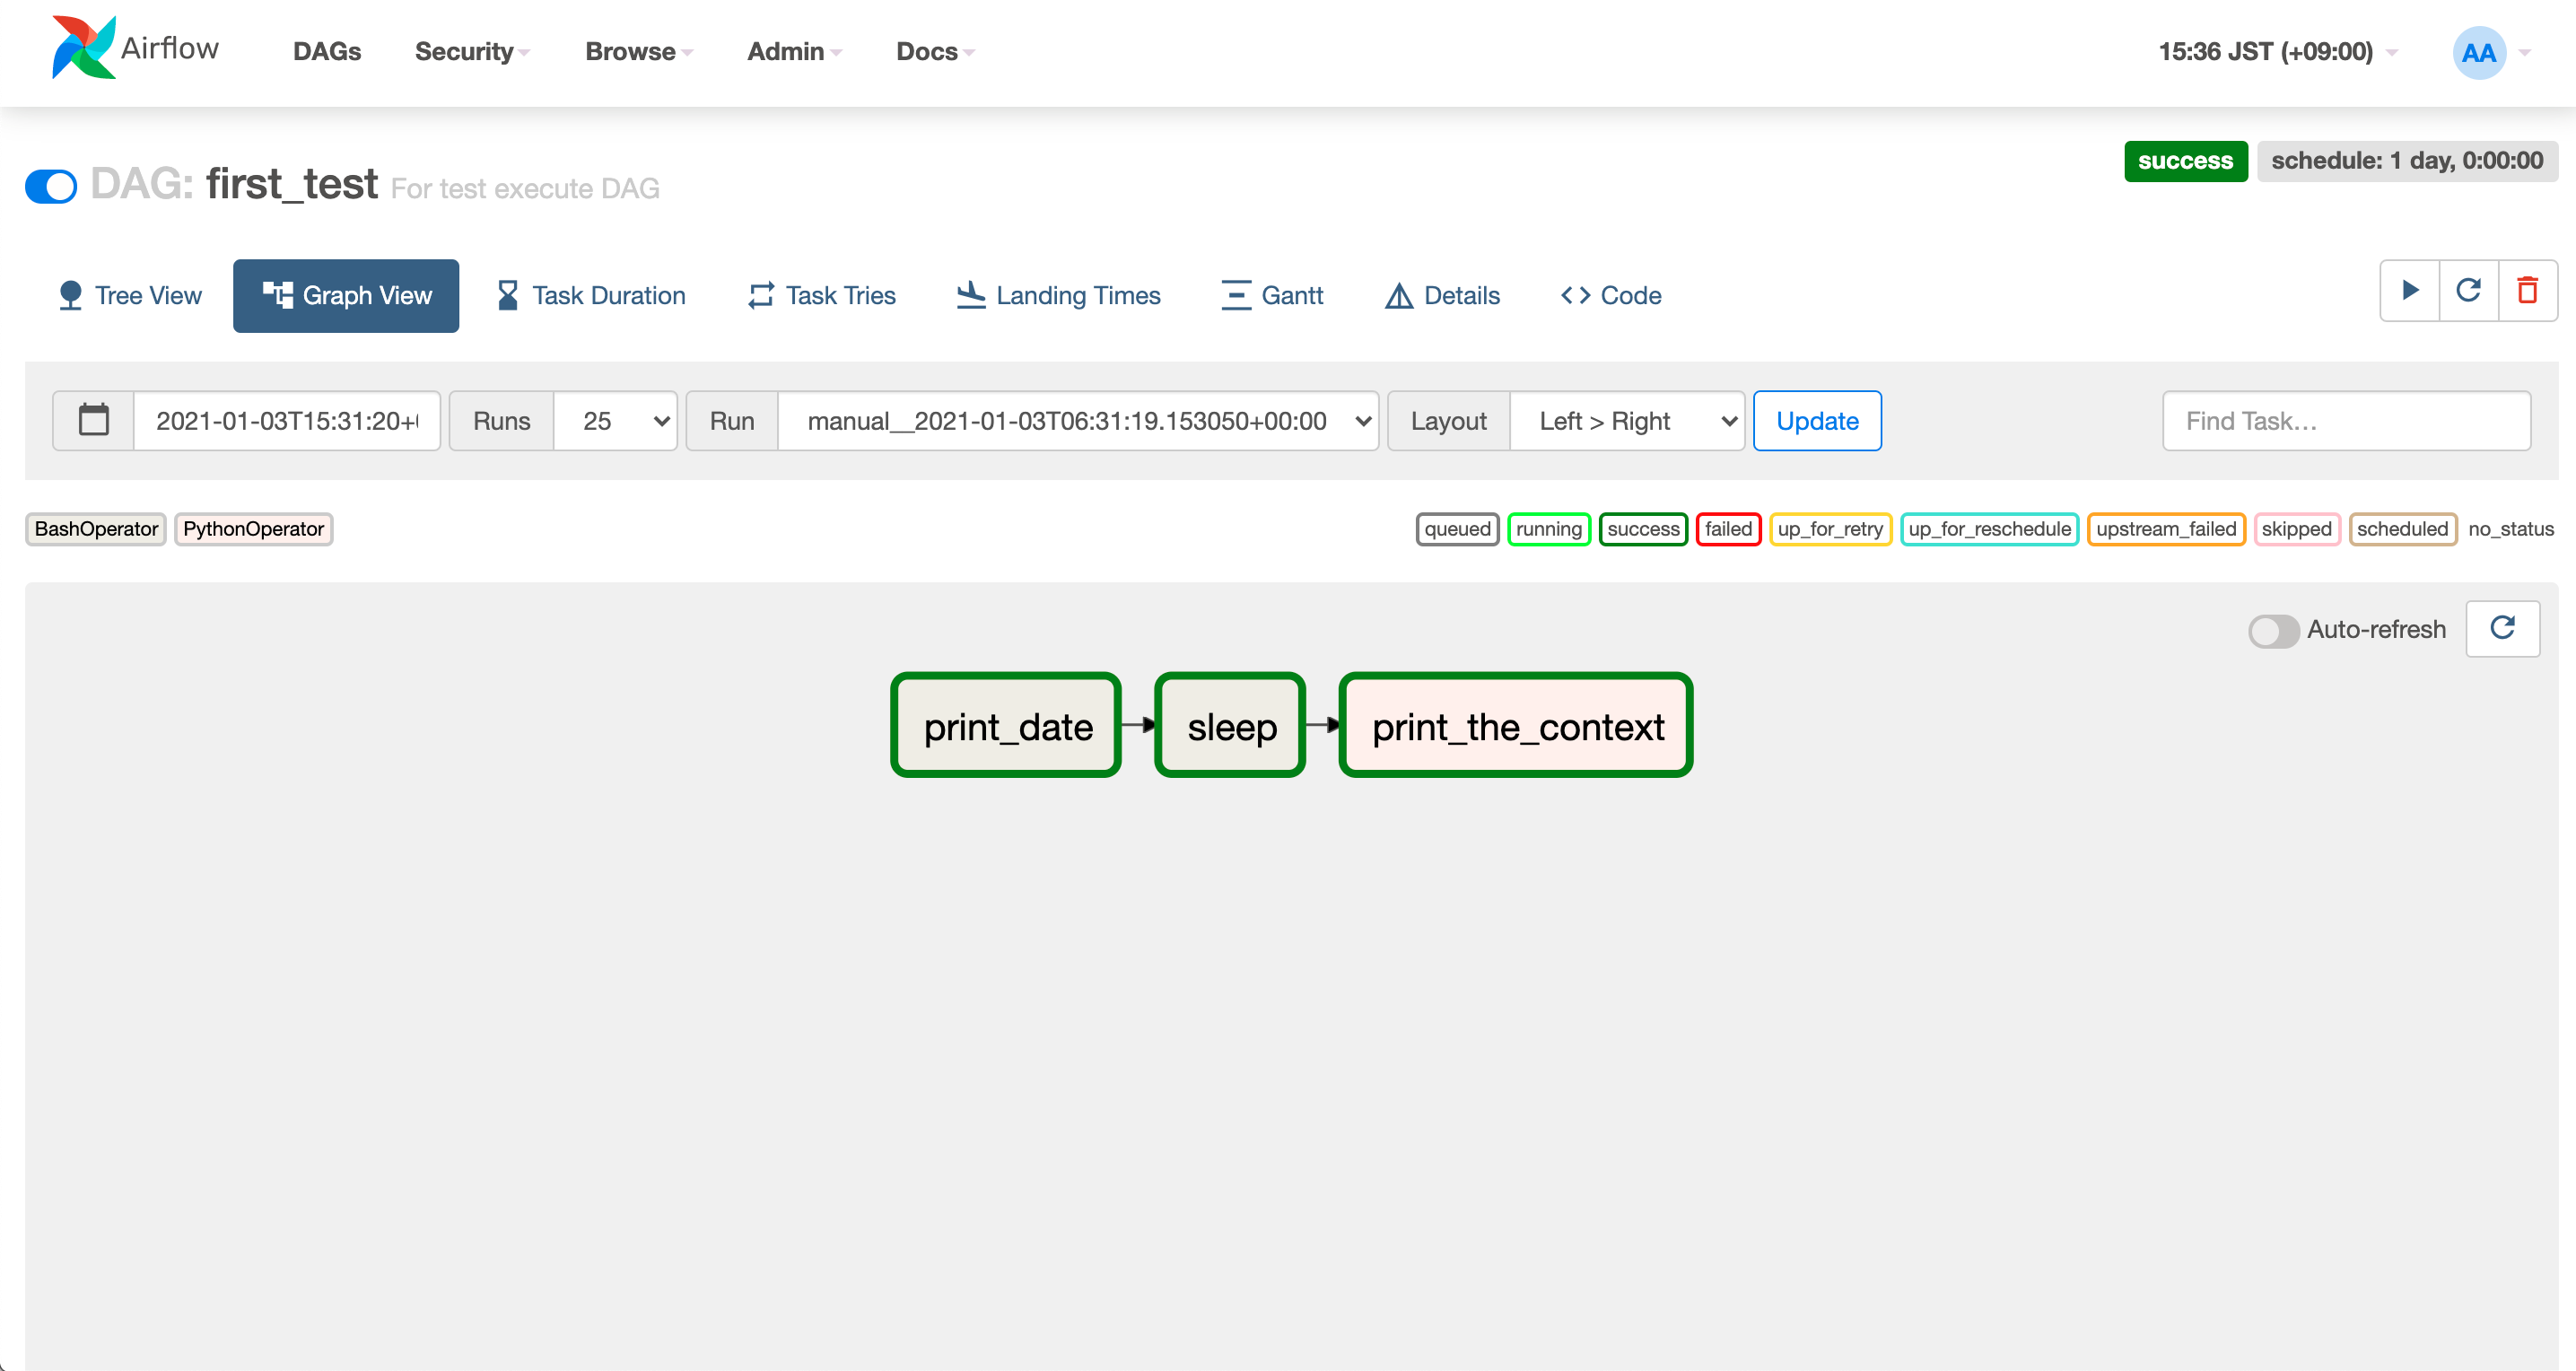 Airflow DAGs Security Browse Admin Docs 15:36 JST (+09:00) AA
success schedule: 1 day, 0:00:00
DAG: first_test For test execute DAG
Tree View Graph View Task Duration Task Tries Landing Times Gantt Details Code
2021-01-03T15:31:20+ Runs 25 Run manual__2021-01-03T06:31:19.153050+00:00 Layout Left > Right Update Find Task…
BashOperator PythonOperator queued running success failed up_for_retry up_for_reschedule upstream_failed skipped scheduled no_status
Auto-refresh
print_date sleep print_the_context